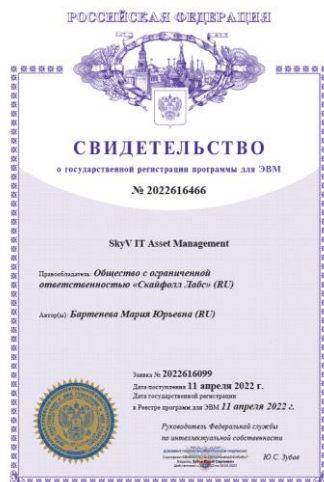 РОССИЙСКАЯ ФЕДЕРАЦИЯ
СВИДЕТЕЛЬСТВО
о государственной регистрации программы для ЭВМ
№ 2022616466
SkyV IT Asset Management
Правообладатель: Общество с ограниченной
ответственностью «Скайфолл Лабс» (RU)
Автор(ы): Бартенева Мария Юрьевна (RU)
Заявка № 2022616099
Дата поступления 11 апреля 2022 г.
Дата государственной регистрации
в Реестре программ для ЭВМ 11 апреля 2022 г.
Руководитель Федеральной службы
по интеллектуальной собственности
Ю.С. Зубов